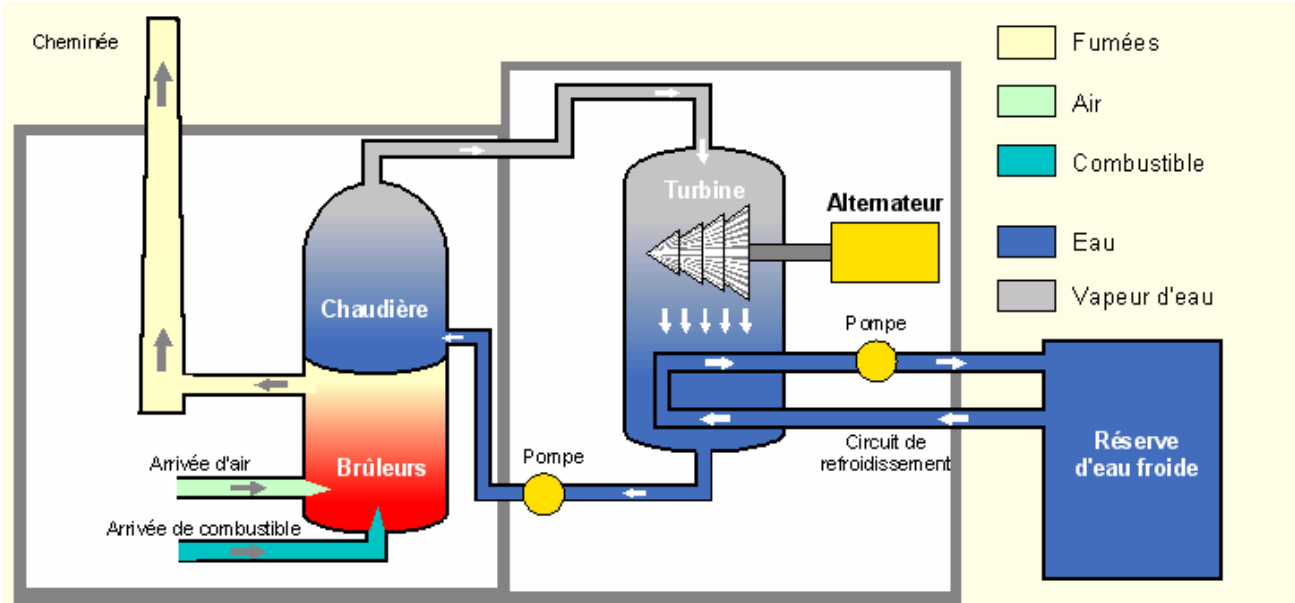 Cheminée
Fumées
Air
Combustible
Eau
Vapeur d'eau
Turbine
Alternateur
Chaudière
Pompe
Brûleurs
Arrivée d'air
Arrivée de combustible
Pompe
Circuit de
refroidissement
Réserve
d'eau froide